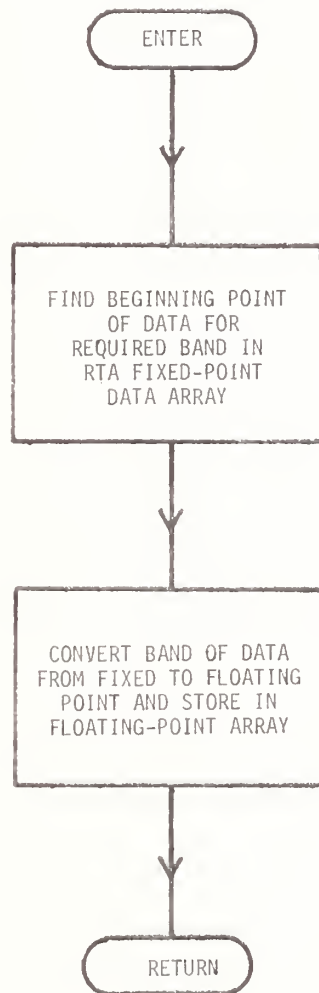 ENTER
FIND BEGINNING POINT
OF DATA FOR
REQUIRED BAND IN
RTA FIXED-POINT
DATA ARRAY
CONVERT BAND OF DATA
FROM FIXED TO FLOATING
POINT AND STORE IN
FLOATING-POINT ARRAY
RETURN